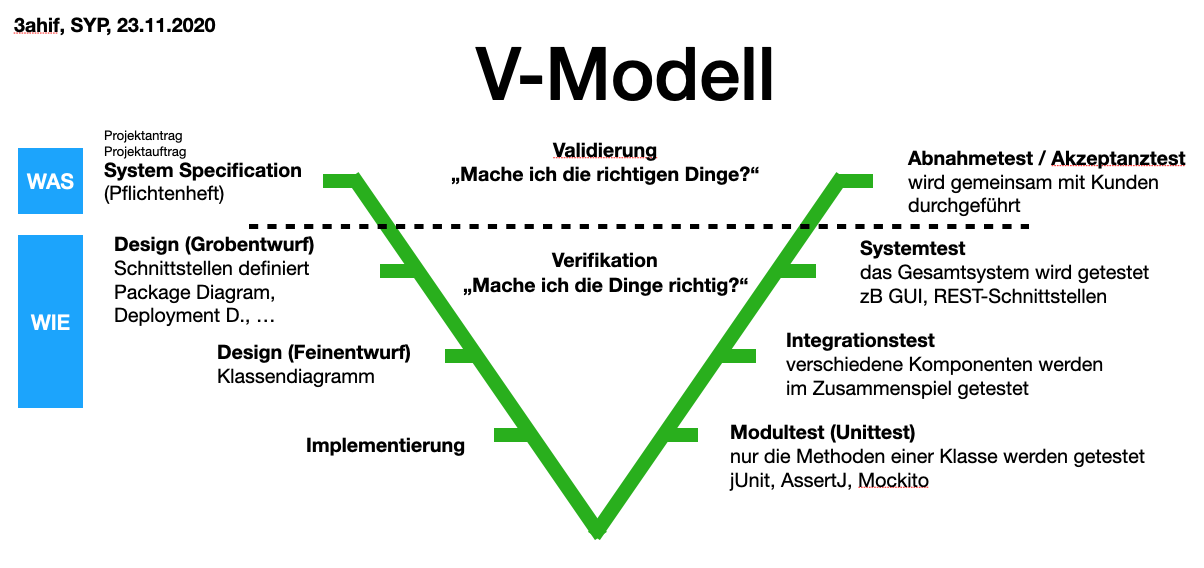 3ahif, SYP, 23.11.2020
V-Modell
WAS
Projektantrag
Projektauftrag
System Specification
(Pflichtenheft)
Validierung
„Mache ich die richtigen Dinge?“
Abnahmetest / Akzeptanztest
wird gemeinsam mit Kunden
durchgeführt
WIE
Design (Grobentwurf)
Schnittstellen definiert
Package Diagram,
Deployment D., …
Verifikation
„Mache ich die Dinge richtig?“
Systemtest
das Gesamtsystem wird getestet
zB GUI, REST-Schnittstellen
Design (Feinentwurf)
Klassendiagramm
Integrationstest
verschiedene Komponenten werden
im Zusammenspiel getestet
Implementierung
Modultest (Unittest)
nur die Methoden einer Klasse werden getestet
jUnit, AssertJ, Mockito